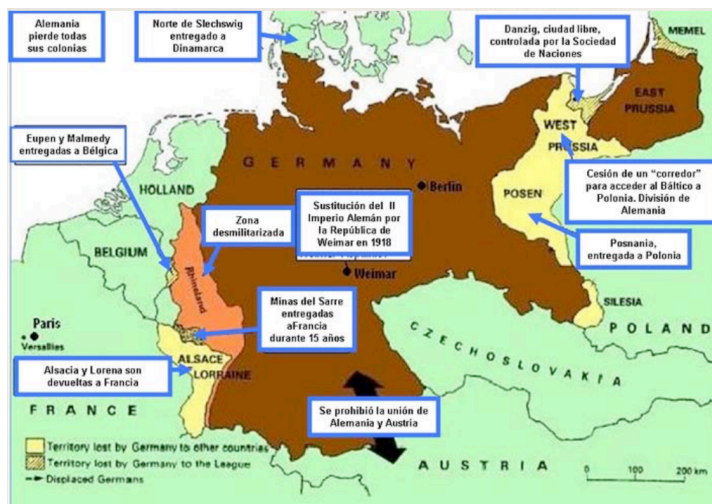 Alemania
pierde todas
sus colonias
Norte de Slechswig
entregado a
Dinamarca
Danzig, ciudad libre,
controlada por la Sociedad
de Naciones
MEMEL
EAST
PRUSSIA
WEST
PRUSSIA
Eupen y Malmedy
entregadas a Bélgica
GERMANY
HOLLAND
Berlin
Cesión de un "corredor"
para acceder al Báltico a
Polonia. División de
Alemania
POSEN
Zona
desmilitarizada
Sustitución del II
Imperio Alemán por
la República de
Weimar en 1918
BELGIUM
Rhineland
Weimar
Posnania,
entregada a Polonia
Minas del Sarre
entregadas
aFrancia
durante 15 años
SILESIA
POLAND
Paris
Versailles
CZECHOSLOVAKIA
ALSACE
LORRAINE
Alsacia y Lorena son
devueltas a Francia
FRANCE
Se prohibió la unión de
Alemania y Austria
AUSTRIA
Territory lost by Germany to other countries
Territory lost by Germany to the League
Displaced Germans
0
200 km